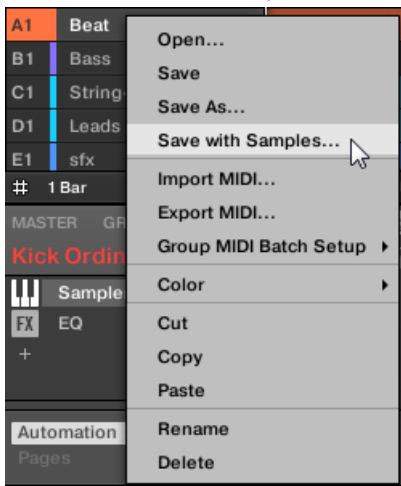 A1 Beat
B1 Bass
C1 String-
D1 Leads
E1 sfx
# 1 Bar
MASTER GR
Kick Ordin
Sample
FX EQ
+
Automation
Pages
Open...
Save
Save As...
Save with Samples...
Import MIDI...
Export MIDI...
Group MIDI Batch Setup
Color
Cut
Copy
Paste
Rename
Delete